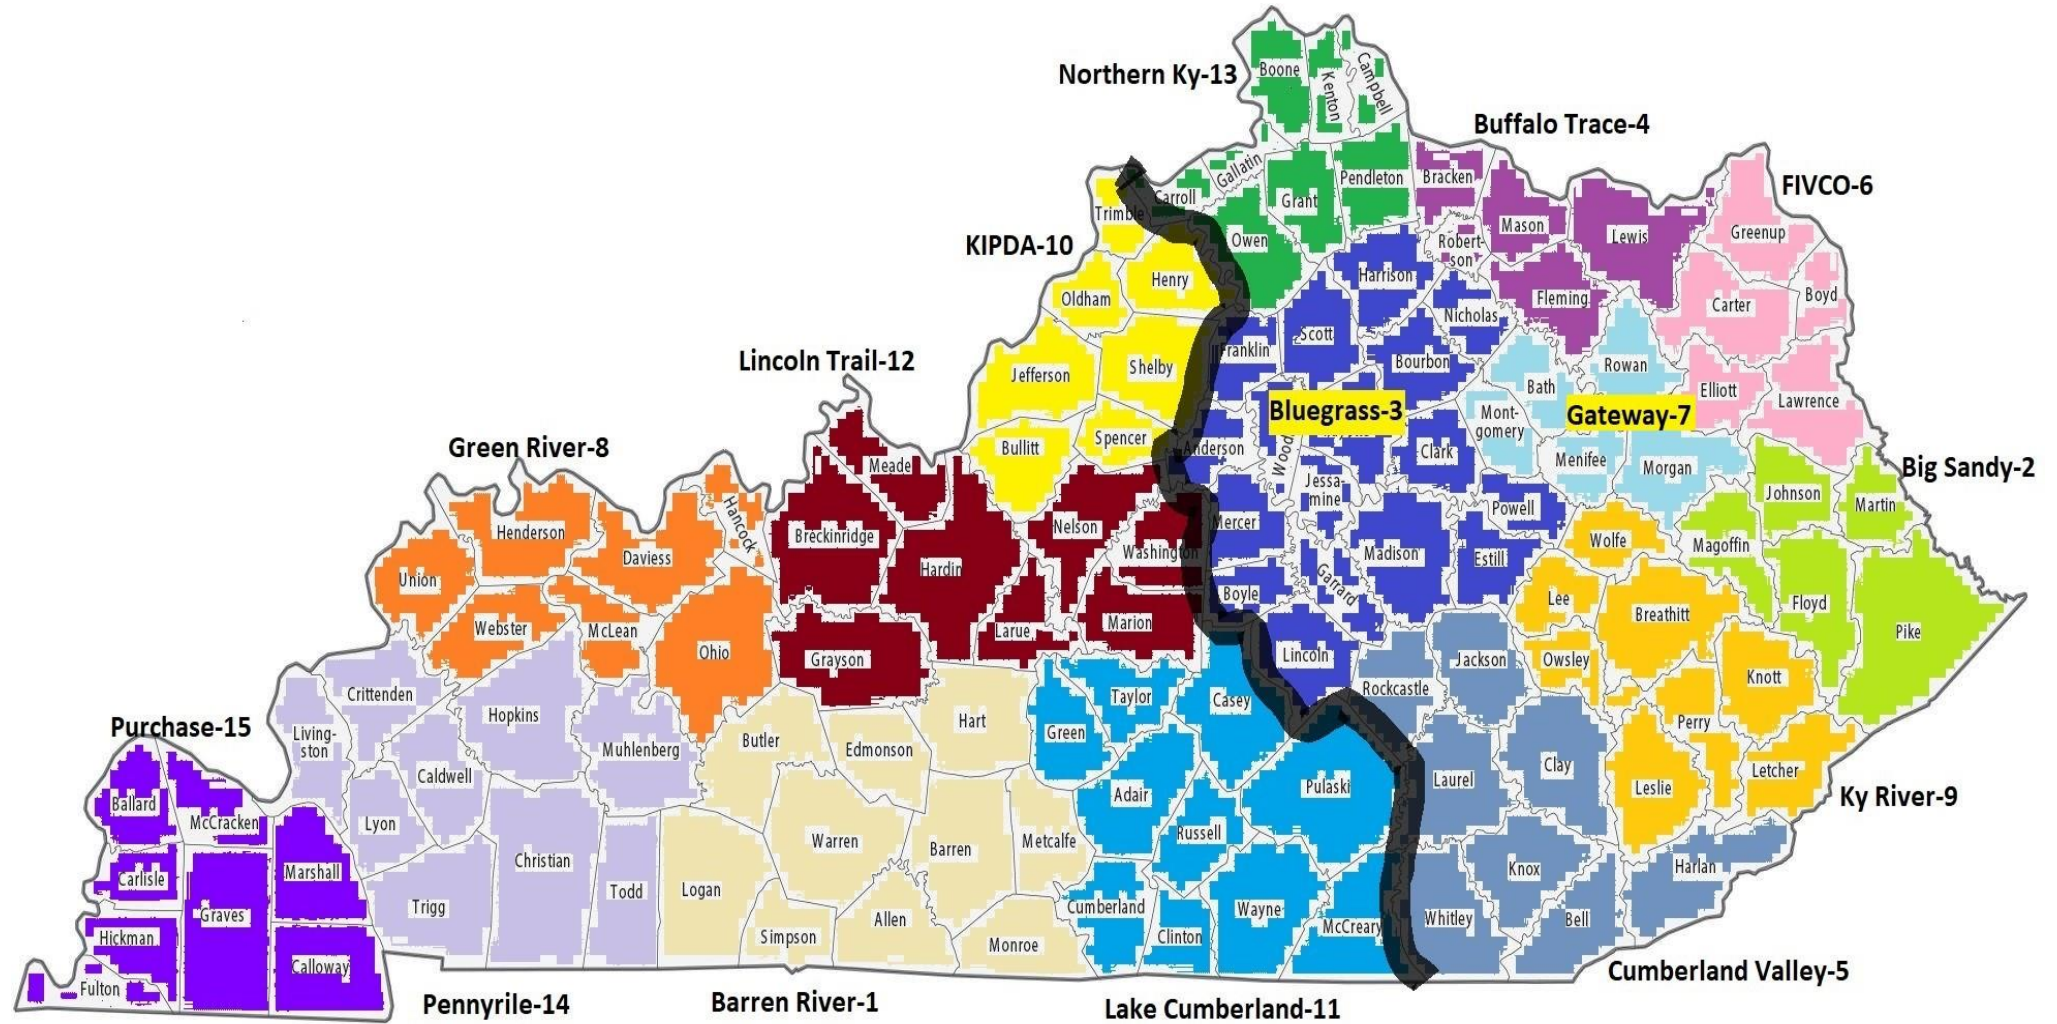 Northern Ky-13
Boone
Kenton
Campbell
Buffalo Trace-4
Gallatin
Carroll
Grant
Pendleton
Bracken
FIVCO-6
Trimble
Owen
Mason
Lewis
Greenup
KIPDA-10
Robert-
son
Harrison
Henry
Oldham
Fleming
Carter
Boyd
Nicholas
Scott
Franklin
Bourbon
Rowan
Lincoln Trail-12
Jefferson
Shelby
Bath
Elliott
Lawrence
Bluegrass-3
Gateway-7
Mont-
gomery
Green River-8
Bullitt
Spencer
Anderson
Wood
Clark
Menifee
Morgan
Big Sandy-2
Meade
Jessa-
mine
Johnson
Martin
Hancock
Henderson
Breckinridge
Nelson
Mercer
Powell
Daviess
Washington
Madison
Estill
Wolfe
Magoffin
Union
Hardin
Garrard
Boyle
Lee
Breathitt
Floyd
Pike
Webster
McLean
Larue
Marion
Ohio
Grayson
Lincoln
Jackson
Owsley
Crittenden
Taylor
Casey
Rockcastle
Knott
Purchase-15
Living-
ston
Hopkins
Muhlenberg
Butler
Edmonson
Hart
Green
Perry
Caldwell
Laurel
Clay
Letcher
Ballard
McCracken
Lyon
Adair
Pulaski
Leslie
Ky River-9
Warren
Barren
Metcalfe
Russell
Carlisle
Marshall
Christian
Knox
Harlan
Graves
Trigg
Todd
Logan
Allen
Cumberland
Wayne
Whitley
Bell
Hickman
Simpson
Monroe
Clinton
McCreary
Calloway
Fulton
Cumberland Valley-5
Pennyrile-14
Barren River-1
Lake Cumberland-11